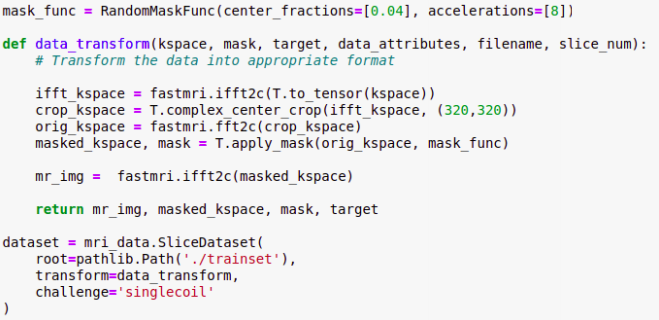 mask_func = RandomMaskFunc(center_fractions=[0.04], accelerations=[8])
def data_transform(kspace, mask, target, data_attributes, filename, slice_num):
# Transform the data into appropriate format
ifft_kspace = fastmri.ifft2c(T.to_tensor(kspace))
crop_kspace = T.complex_center_crop(ifft_kspace, (320,320))
orig_kspace = fastmri.fft2c(crop_kspace)
masked_kspace, mask = T.apply_mask(orig_kspace, mask_func)
mr_img =  fastmri.ifft2c(masked_kspace)
return mr_img, masked_kspace, mask, target
dataset = mri_data.SliceDataset(
root=pathlib.Path('./trainset'),
transform=data_transform,
challenge='singlecoil'
)